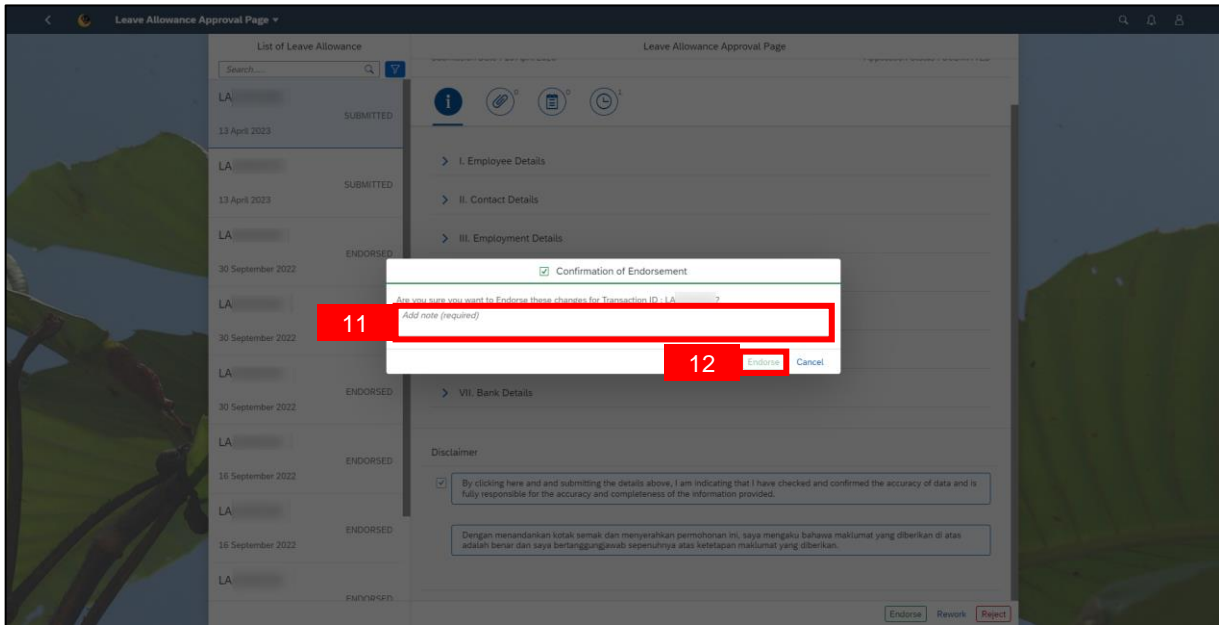 Leave Allowance Approval Page
List of Leave Allowance
Leave Allowance Approval Page
Search...
LA
SUBMITTED
13 April 2023
LA
SUBMITTED
13 April 2023
LA
ENDORSED
30 September 2022
LA
30 September 2022
LA
ENDORSED
30 September 2022
LA
ENDORSED
16 September 2022
LA
ENDORSED
16 September 2022
LA
ENDORSED
i
0
0
1
I. Employee Details
II. Contact Details
III. Employment Details
Confirmation of Endorsement
Are you sure you want to Endorse these changes for Transaction ID : LA ?
11
Add note (required)
12
Endorse
Cancel
VII. Bank Details
Disclaimer
By clicking here and and submitting the details above, I am indicating that I have checked and confirmed the accuracy of data and is
fully responsible for the accuracy and completeness of the information provided.
Dengan menandankan kotak semak dan menyerahkan permohonan ini, saya mengaku bahawa maklumat yang diberikan di atas
adalah benar dan saya bertanggungjawab sepenuhnya atas ketetapan maklumat yang diberikan.
Endorse
Rework
Reject